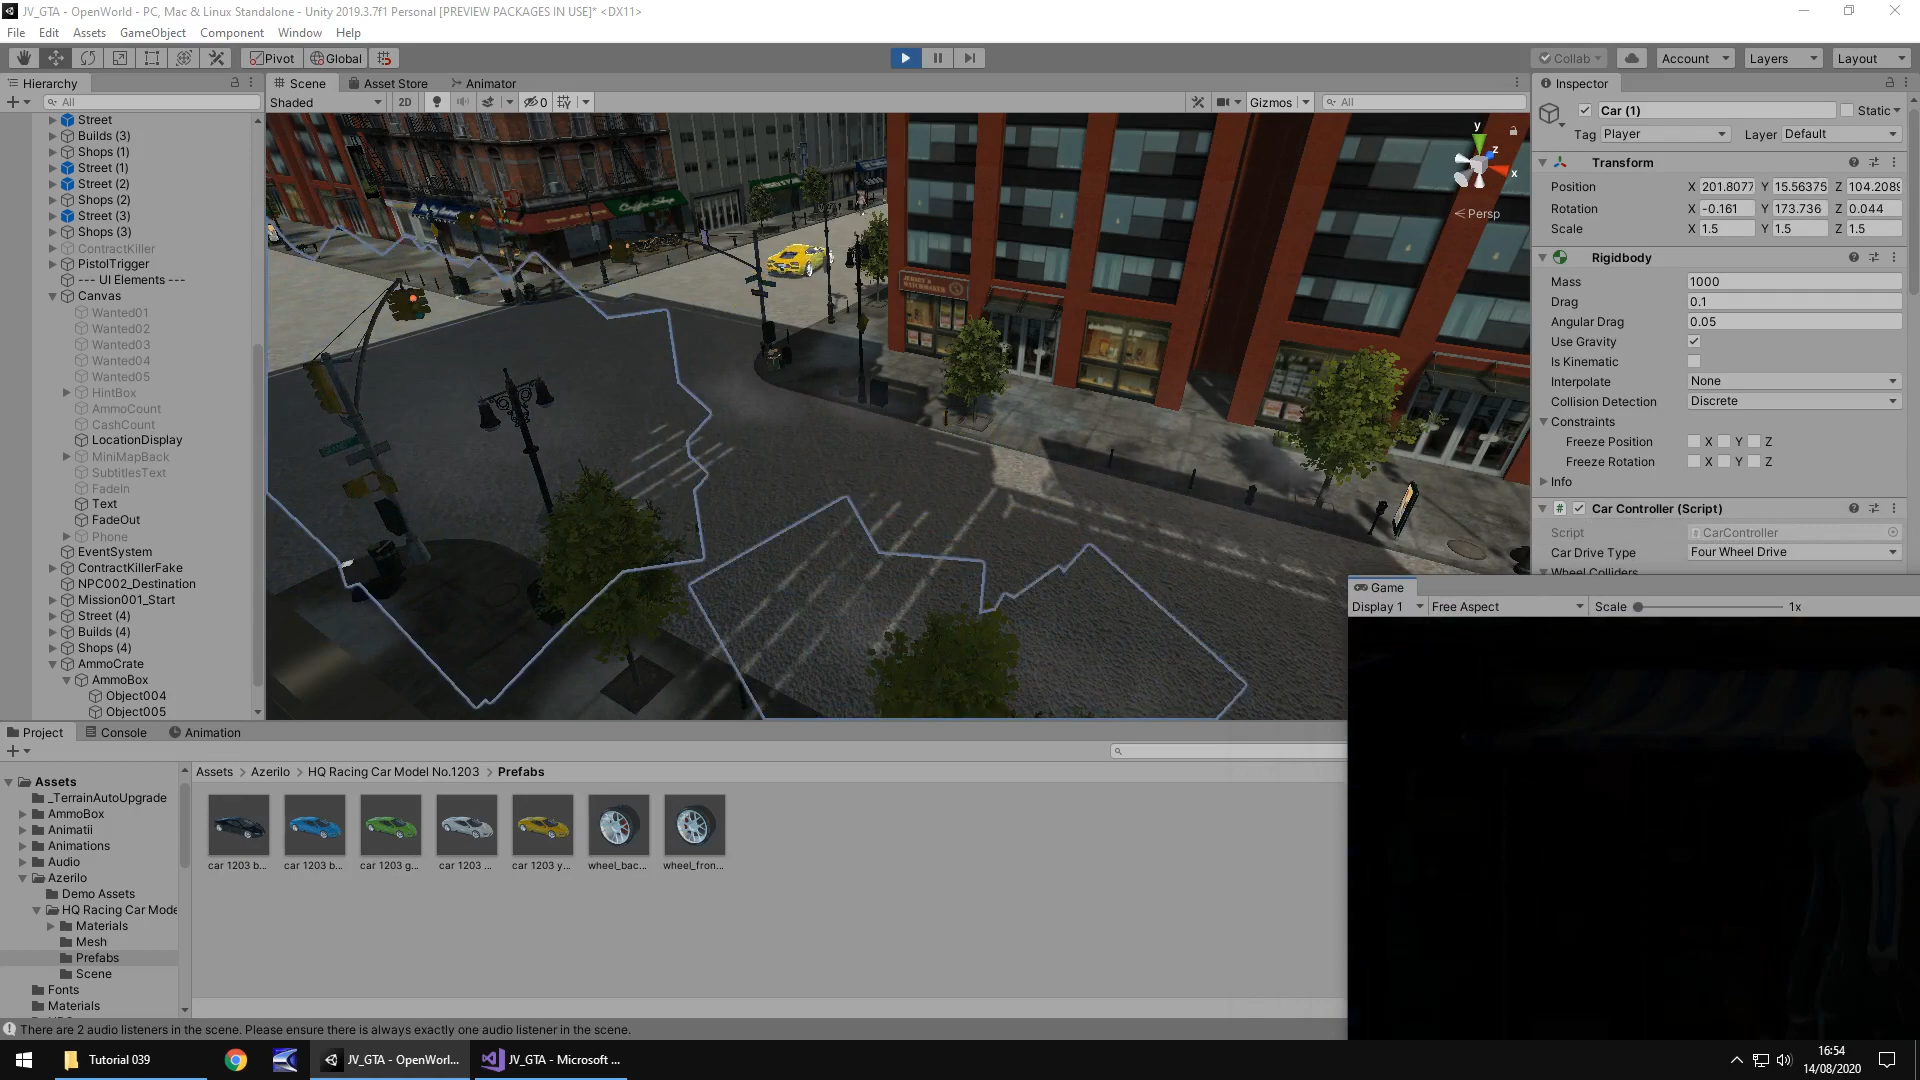 JV_GTA - OpenWorld - PC, Mac & Linux Standalone - Unity 2019.3.7f1 Personal [PREVIEW PACKAGES IN USE]* <DX11>
File Edit Assets GameObject Component Window Help
Pivot Global Collab Account Layers Layout
Hierarchy
All
Street
Builds (3)
Shops (1)
Street (1)
Street (2)
Shops (2)
Street (3)
Shops (3)
ContractKiller
PistolTrigger
--- UI Elements ---
Canvas
Wanted01
Wanted02
Wanted03
Wanted04
Wanted05
HintBox
AmmoCount
CashCount
LocationDisplay
MiniMapBack
SubtitlesText
FadeIn
Text
FadeOut
Phone
EventSystem
ContractKillerFake
NPC002_Destination
Mission001_Start
Street (4)
Builds (4)
Shops (4)
AmmoCrate
AmmoBox
Object004
Object005
Scene Asset Store Animator
Shaded 2D 0 Gizmos All
y
z
x
Persp
Coffee Shop
Inspector
Car (1) Static
Tag Player Layer Default
Transform
Position X 201.8077 Y 15.56375 Z 104.2089
Rotation X -0.161 Y 173.736 Z 0.044
Scale X 1.5 Y 1.5 Z 1.5
Rigidbody
Mass 1000
Drag 0.1
Angular Drag 0.05
Use Gravity
Is Kinematic
Interpolate None
Collision Detection Discrete
Constraints
Freeze Position X Y Z
Freeze Rotation X Y Z
Info
Car Controller (Script)
Script CarController
Car Drive Type Four Wheel Drive
Wheel Colliders
Game
Display 1 Free Aspect Scale 1x
Project Console Animation
Assets
_TerrainAutoUpgrade
AmmoBox
Animatii
Animations
Audio
Azerilo
Demo Assets
HQ Racing Car Mode
Materials
Mesh
Prefabs
Scene
Fonts
Materials
Assets > Azerilo > HQ Racing Car Model No.1203 > Prefabs
car 1203 b... car 1203 b... car 1203 g... car 1203 ... car 1203 y... wheel_bac... wheel_fron...
There are 2 audio listeners in the scene. Please ensure there is always exactly one audio listener in the scene.
Tutorial 039
JV_GTA - OpenWorl...
JV_GTA - Microsoft ...
16:54
14/08/2020